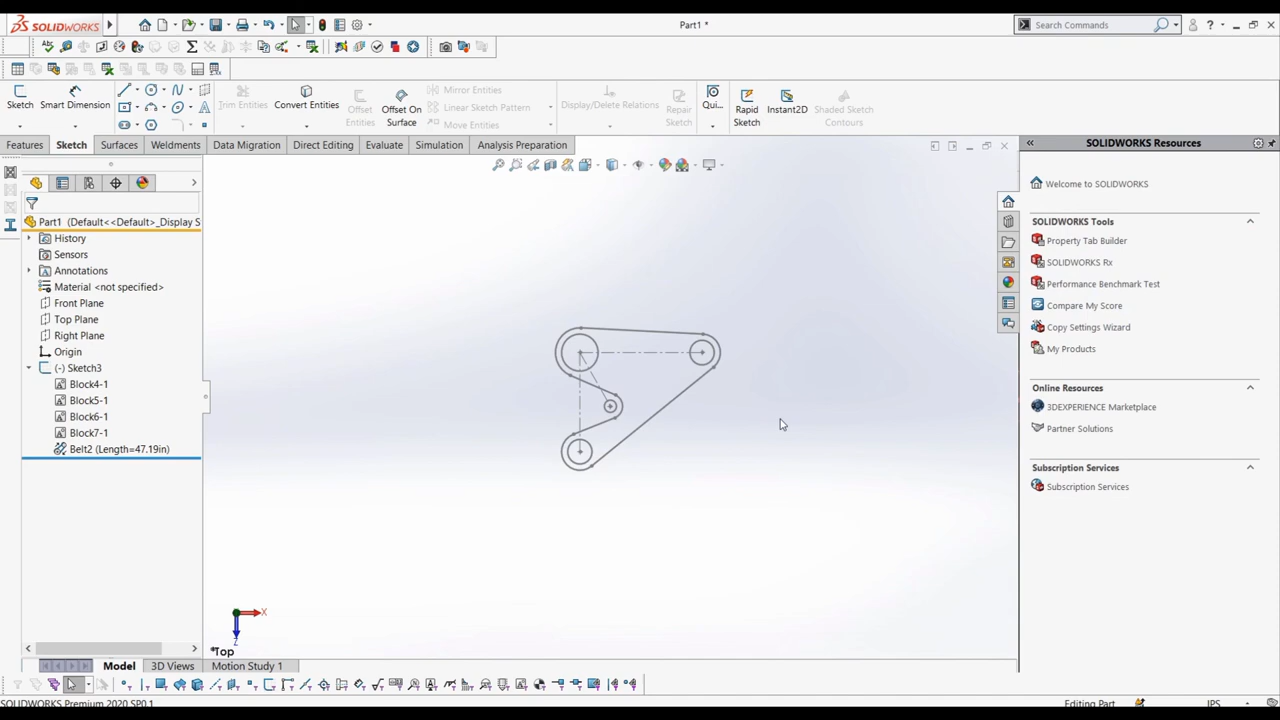 SOLIDWORKS
Part1 *
Search Commands
Sketch
Smart Dimension
Trim Entities
Convert Entities
Offset Entities
Offset On Surface
Mirror Entities
Linear Sketch Pattern
Move Entities
Display/Delete Relations
Repair Sketch
Qui...
Rapid Sketch
Instant2D
Shaded Sketch Contours
Features
Sketch
Surfaces
Weldments
Data Migration
Direct Editing
Evaluate
Simulation
Analysis Preparation
SOLIDWORKS Resources
Welcome to SOLIDWORKS
SOLIDWORKS Tools
Property Tab Builder
SOLIDWORKS Rx
Performance Benchmark Test
Compare My Score
Copy Settings Wizard
My Products
Online Resources
3DEXPERIENCE Marketplace
Partner Solutions
Subscription Services
Subscription Services
Part1 (Default<<Default>_Display S
History
Sensors
Annotations
Material <not specified>
Front Plane
Top Plane
Right Plane
Origin
(-) Sketch3
Block4-1
Block5-1
Block6-1
Block7-1
Belt2 (Length=47.19in)
X
Z
*Top
Model
3D Views
Motion Study 1
SOLIDWORKS Premium 2020 SP0.1
Editing Part
IPS